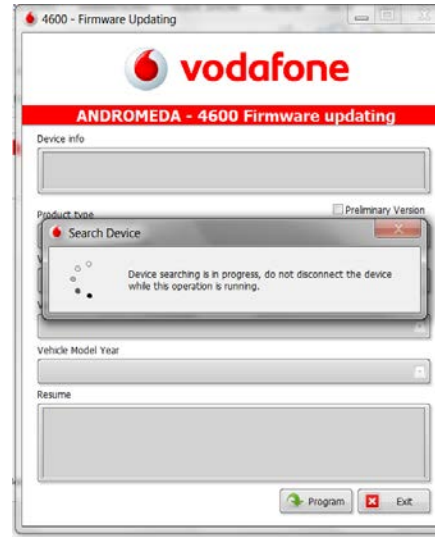 4600 - Firmware Updating
vodafone
ANDROMEDA - 4600 Firmware updating
Device info
Product type
Preliminary Version
Search Device
Device searching is in progress, do not disconnect the device
while this operation is running.
Vehicle Model Year
Resume
Program
Exit